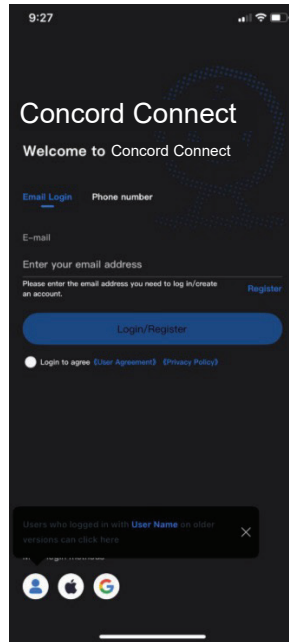 9:27
Concord Connect
Welcome to Concord Connect
Email Login Phone number
E-mail
Enter your email address
Please enter the email address you need to log in/create
an account.
Register
Login/Register
Login to agree 《User Agreement》 《Privacy Policy》
Users who logged in with User Name on older
versions can click here
login methods